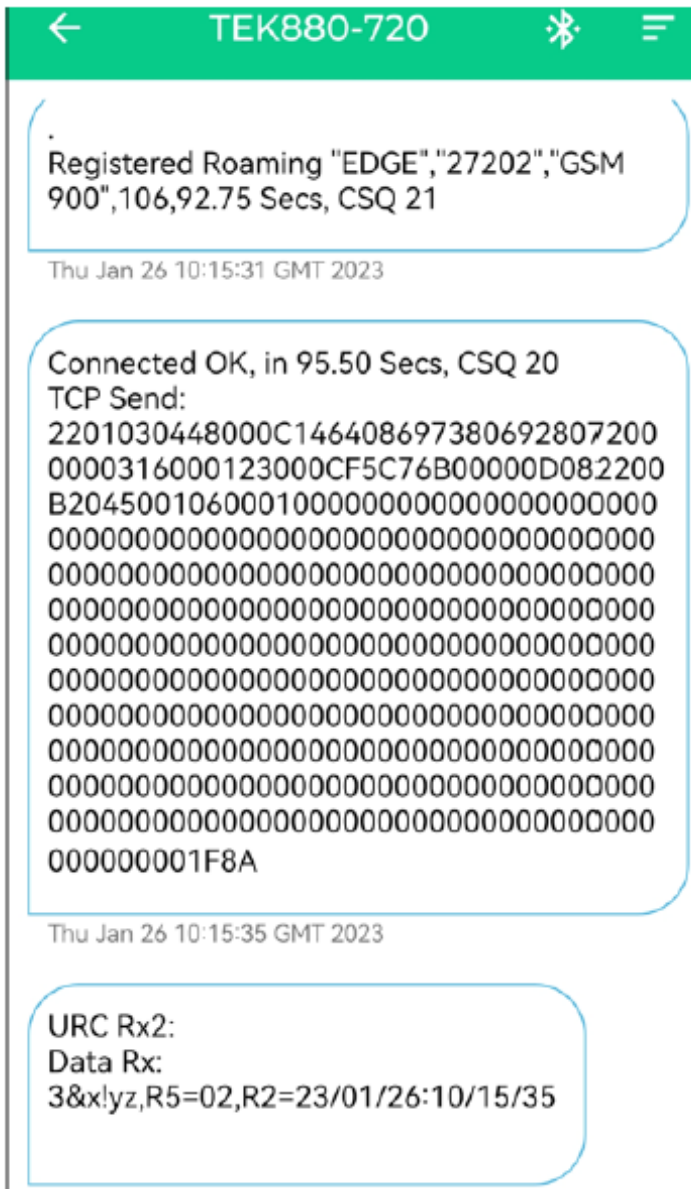 TEK880-720
.
Registered Roaming "EDGE","27202","GSM
900",106,92.75 Secs, CSQ 21
Thu Jan 26 10:15:31 GMT 2023
Connected OK, in 95.50 Secs, CSQ 20
TCP Send:
2201030448000C146408697380692807200
0000316000123000CF5C76B00000D082200
B2045001060001000000000000000000000
00000000000000000000000000000000000
00000000000000000000000000000000000
00000000000000000000000000000000000
00000000000000000000000000000000000
00000000000000000000000000000000000
00000000000000000000000000000000000
00000000000000000000000000000000000
00000000000000000000000000000000000
00000000000000000000000000000000000
000000001F8A
Thu Jan 26 10:15:35 GMT 2023
URC Rx2:
Data Rx:
3&x!yz,R5=02,R2=23/01/26:10/15/35